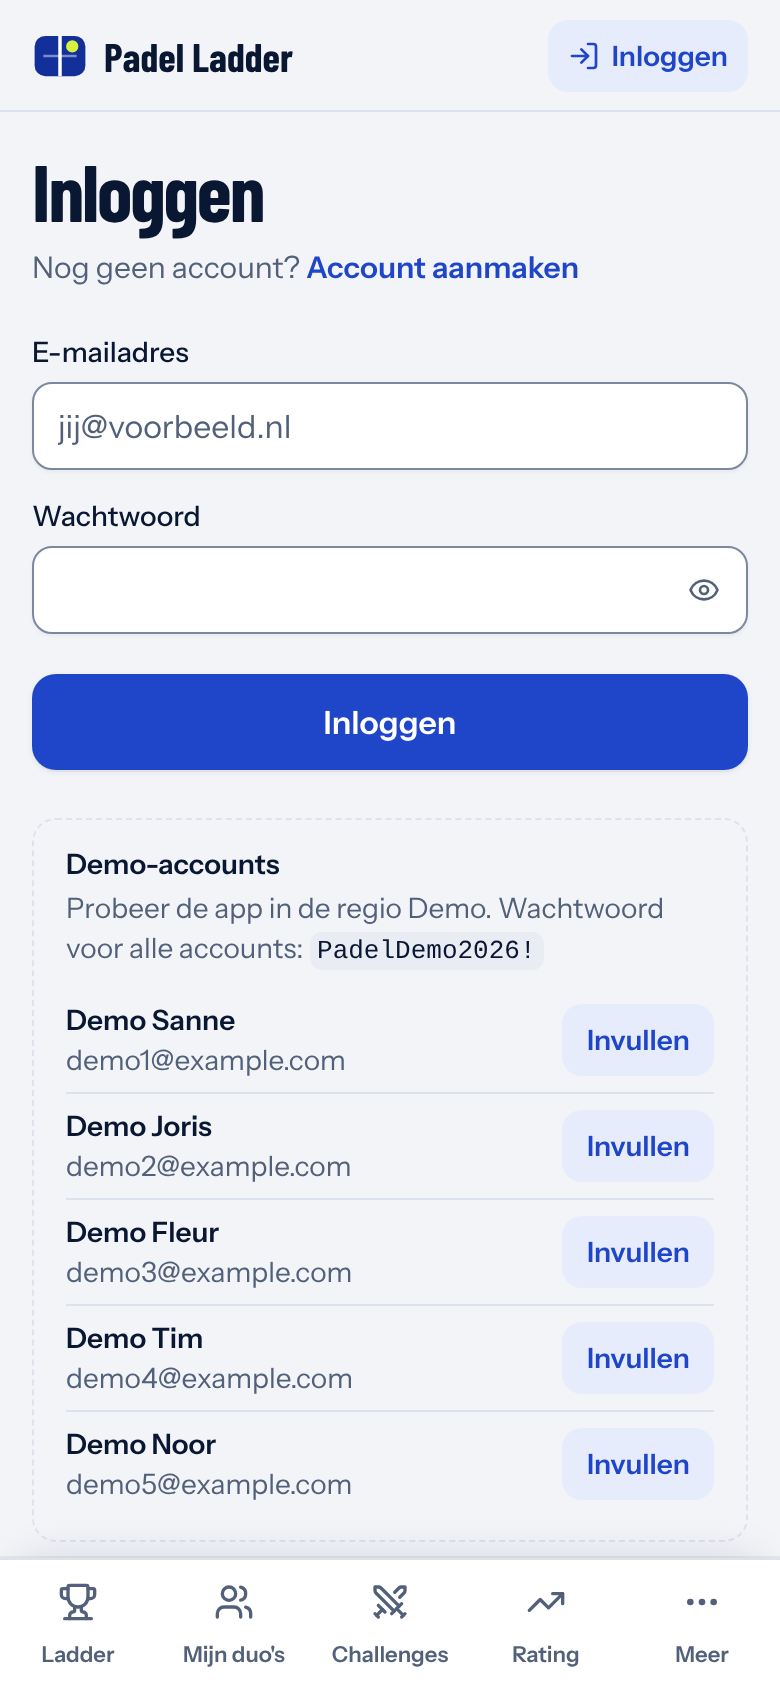 Padel Ladder
Inloggen
Inloggen
Nog geen account? Account aanmaken
E-mailadres
jij@voorbeeld.nl
Wachtwoord
Inloggen
Demo-accounts
Probeer de app in de regio Demo. Wachtwoord
voor alle accounts: PadelDemo2026!
Demo Sanne
demo1@example.com
Invullen
Demo Joris
demo2@example.com
Invullen
Demo Fleur
demo3@example.com
Invullen
Demo Tim
demo4@example.com
Invullen
Demo Noor
demo5@example.com
Invullen
Ladder
Mijn duo's
Challenges
Rating
Meer